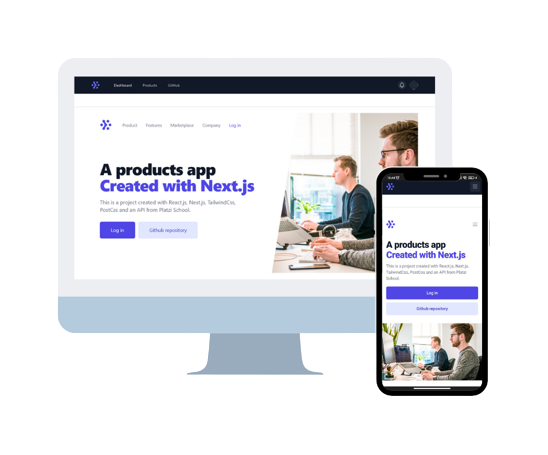 Dashboard Products GitHub
Product Features Marketplace Company Log in
A products app
Created with Next.js
This is a project created with React.js, Next.js, TailwindCss,
PostCss and an API from Platzi School.
Log in Github repository
A products app
Created with Next.js
This is a project created with React.js, Next.js,
TailwindCss, PostCss and an API from Platzi
School.
Log in
Github repository